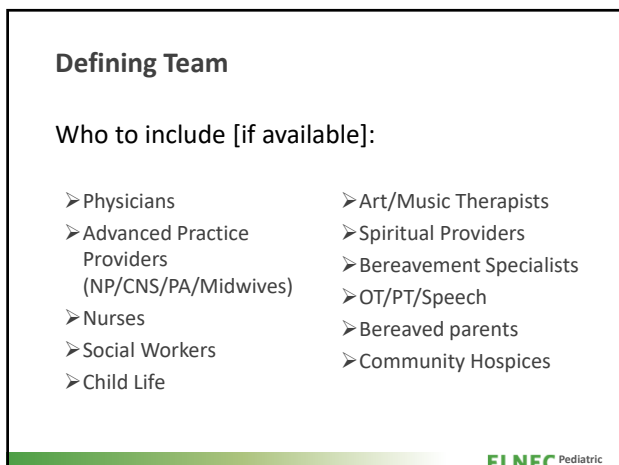 Defining Team
Who to include [if available]:
➢Physicians
➢Advanced Practice
Providers
(NP/CNS/PA/Midwives)
➢Nurses
➢Social Workers
➢Child Life
➢Art/Music Therapists
➢Spiritual Providers
➢Bereavement Specialists
➢OT/PT/Speech
➢Bereaved parents
➢Community Hospices
ELNEC Pediatric